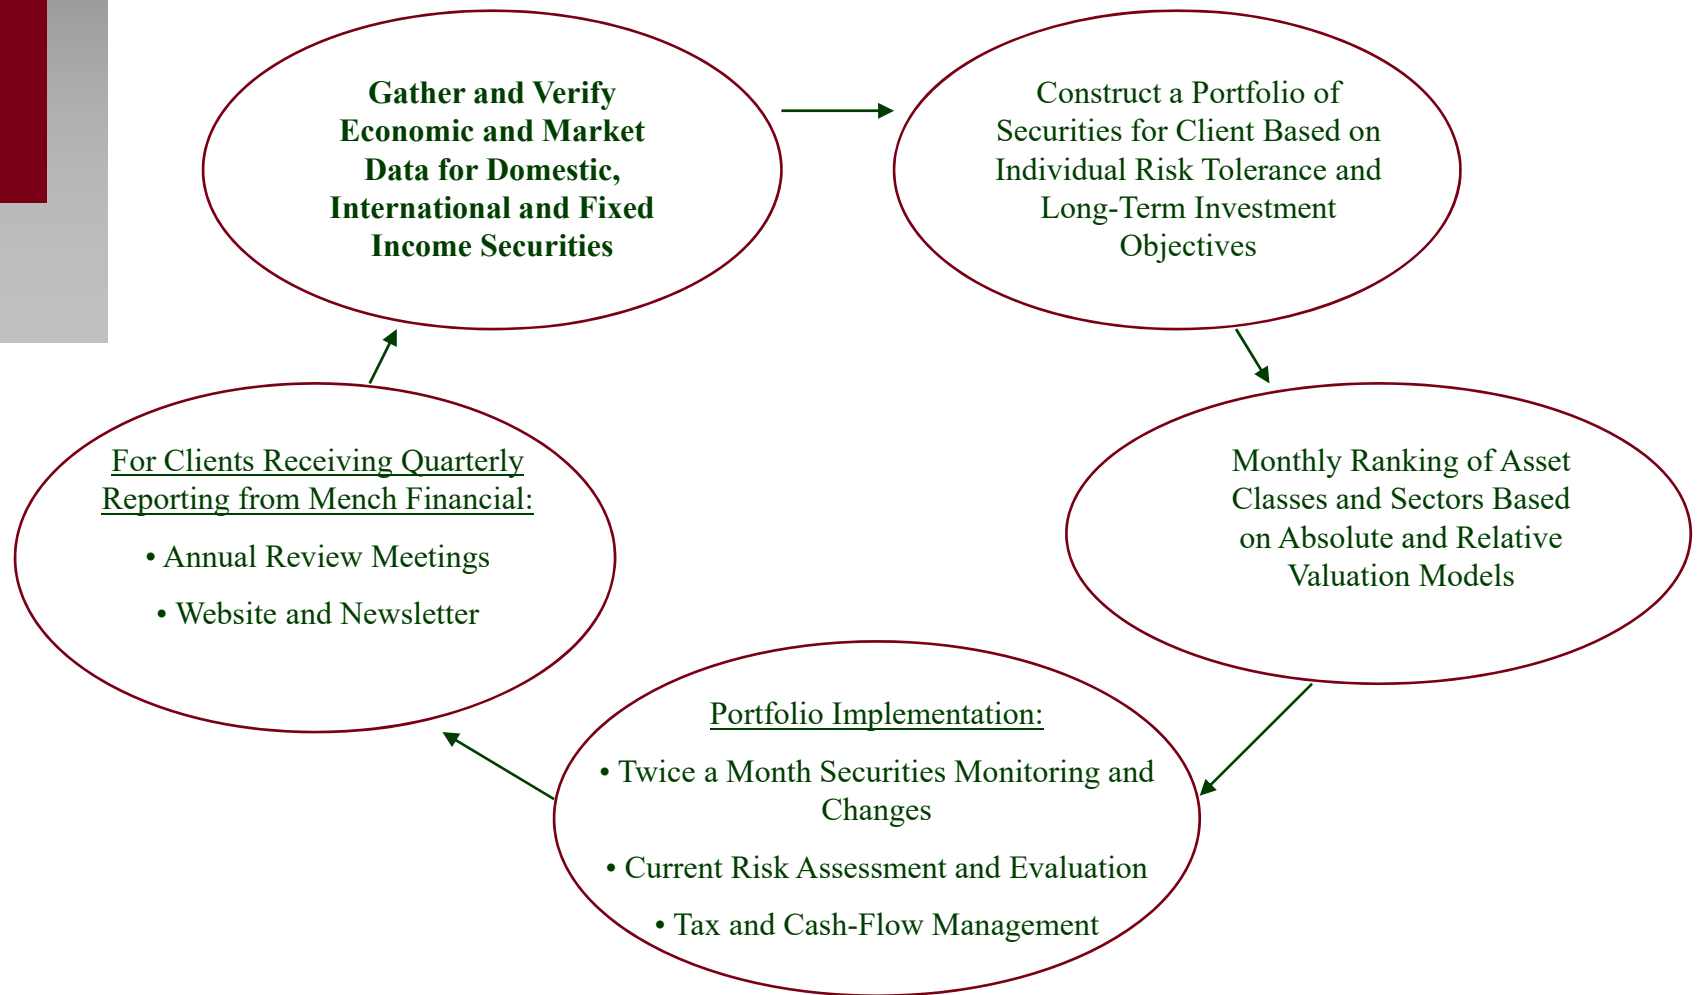 Gather and Verify
Economic and Market
Data for Domestic,
International and Fixed
Income Securities
Construct a Portfolio of
Securities for Client Based on
Individual Risk Tolerance and
Long-Term Investment
Objectives
Monthly Ranking of Asset
Classes and Sectors Based
on Absolute and Relative
Valuation Models
Portfolio Implementation:
• Twice a Month Securities Monitoring and
Changes
• Current Risk Assessment and Evaluation
• Tax and Cash-Flow Management
For Clients Receiving Quarterly
Reporting from Mench Financial:
• Annual Review Meetings
• Website and Newsletter